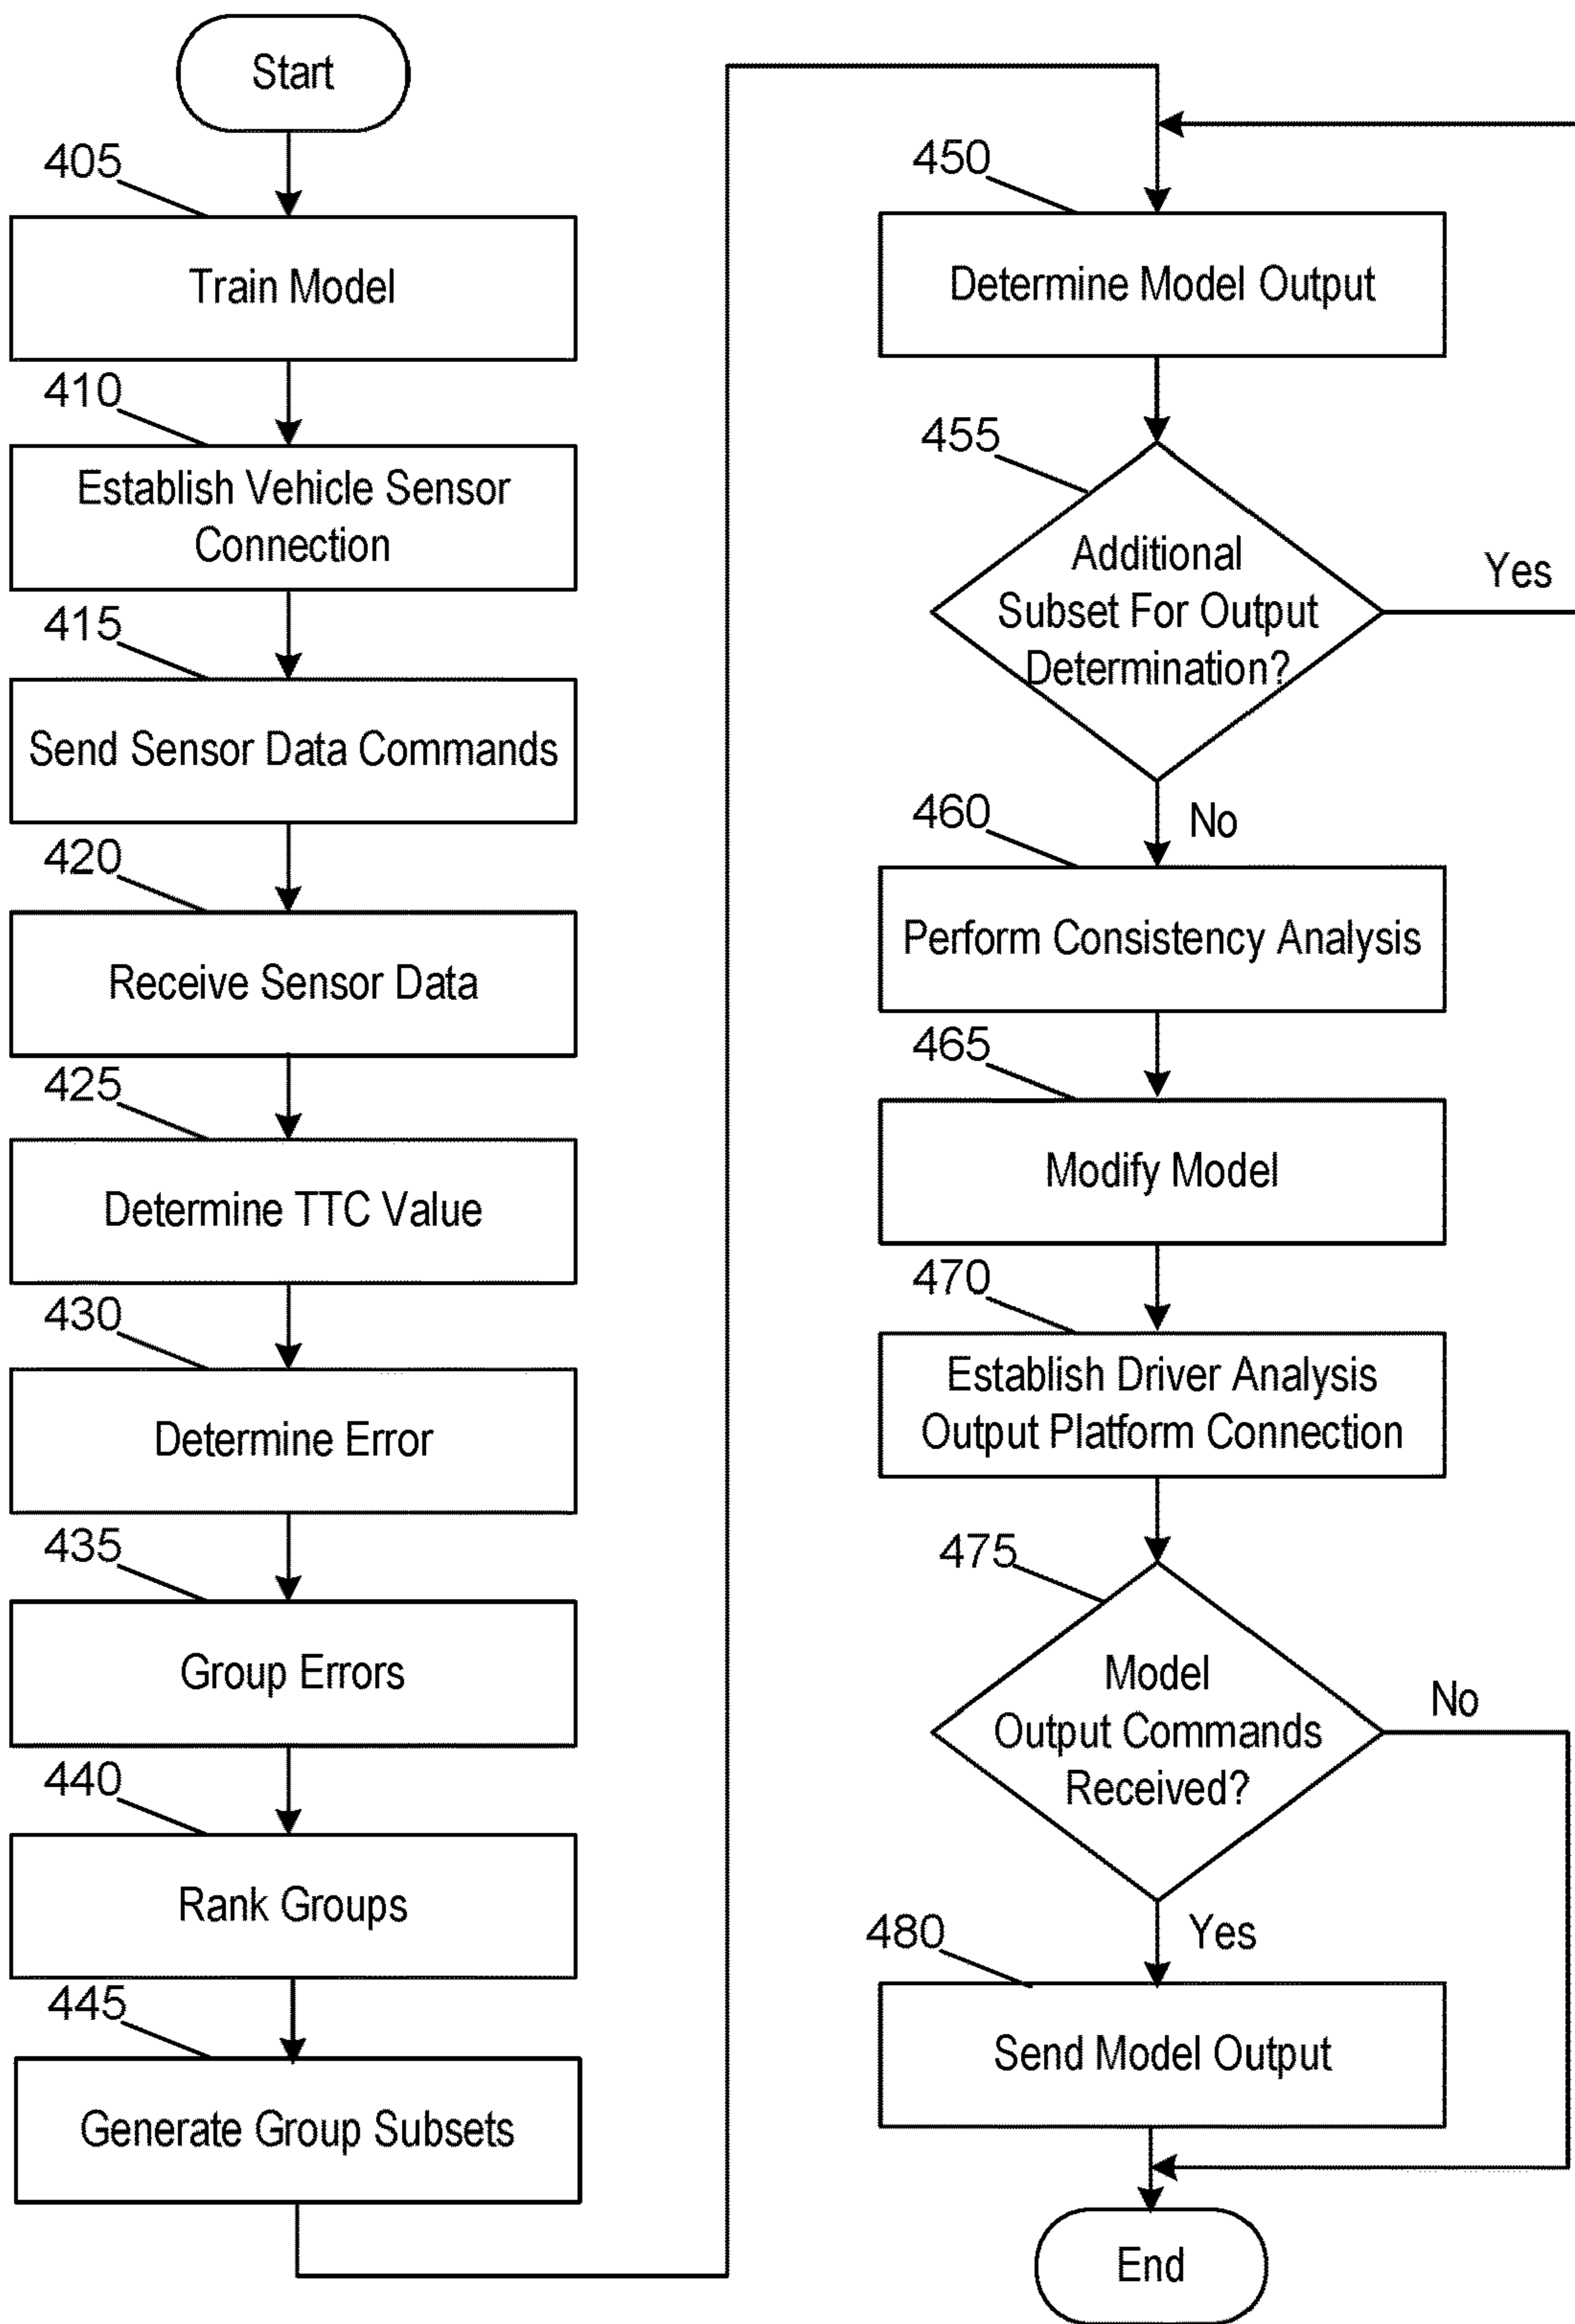 Start
405
Train Model
410
Establish Vehicle Sensor
Connection
415
Send Sensor Data Commands
420
Receive Sensor Data
425
Determine TTC Value
430
Determine Error
435
Group Errors
440
Rank Groups
445
Generate Group Subsets
450
Determine Model Output
455
Additional
Subset For Output
Determination?
Yes
No
460
Perform Consistency Analysis
465
Modify Model
470
Establish Driver Analysis
Output Platform Connection
475
Model
Output Commands
Received?
No
Yes
480
Send Model Output
End